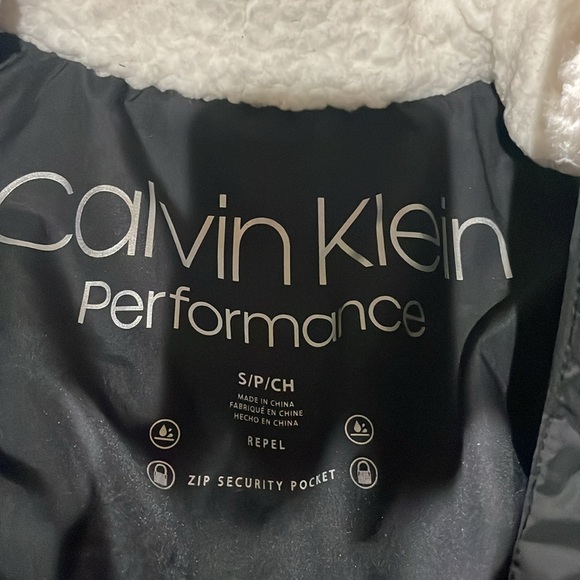 Calvin Klein
Performance
S/P/CH
MADE IN CHINA
FABRIQUÉ EN CHINE
HECHO EN CHINA
REPEL
ZIP SECURITY POCKET